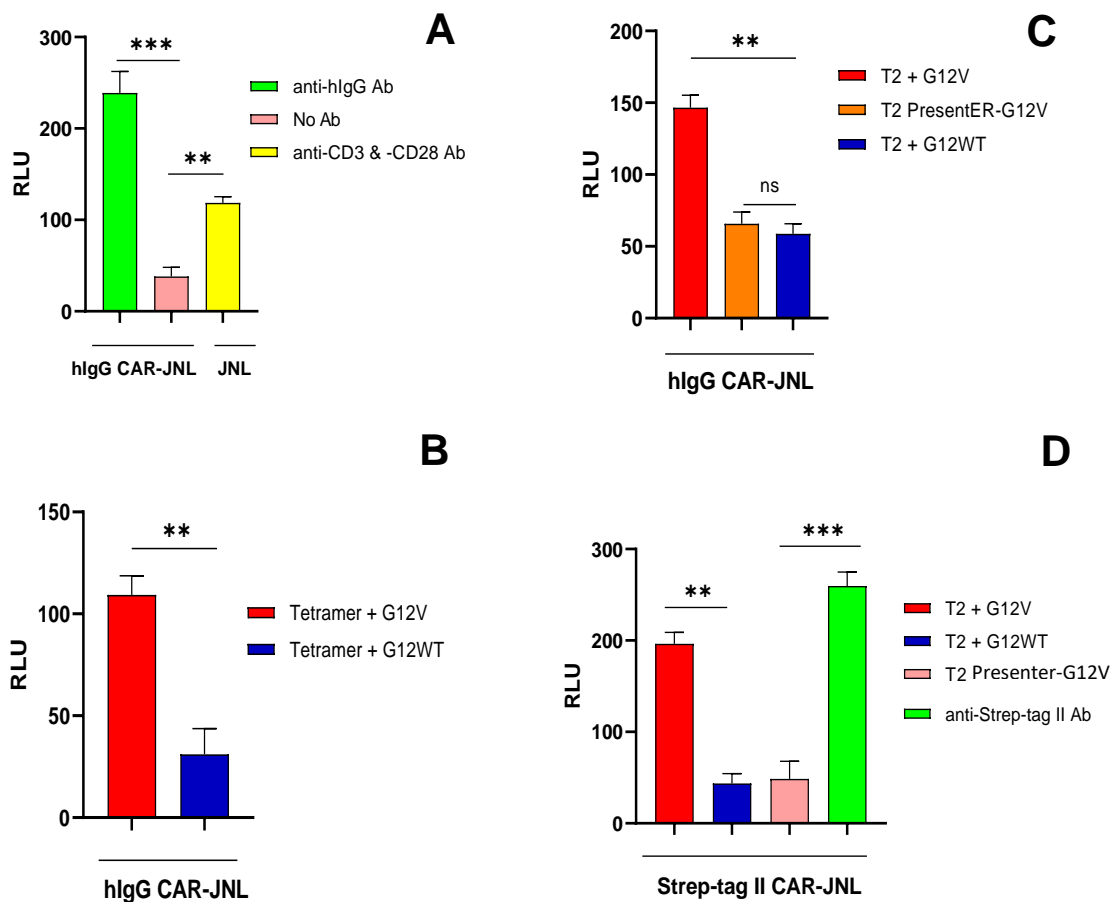 A
300
200
100
0
RLU
***
**
anti-hIgG Ab
No Ab
anti-CD3 & -CD28 Ab
hIgG CAR-JNL JNL
C
200
150
100
50
0
RLU
**
ns
T2 + G12V
T2 PresentER-G12V
T2 + G12WT
hIgG CAR-JNL
B
150
100
50
0
RLU
**
Tetramer + G12V
Tetramer + G12WT
hIgG CAR-JNL
D
300
200
100
0
RLU
**
***
T2 + G12V
T2 + G12WT
T2 Presenter-G12V
anti-Strep-tag II Ab
Strep-tag II CAR-JNL